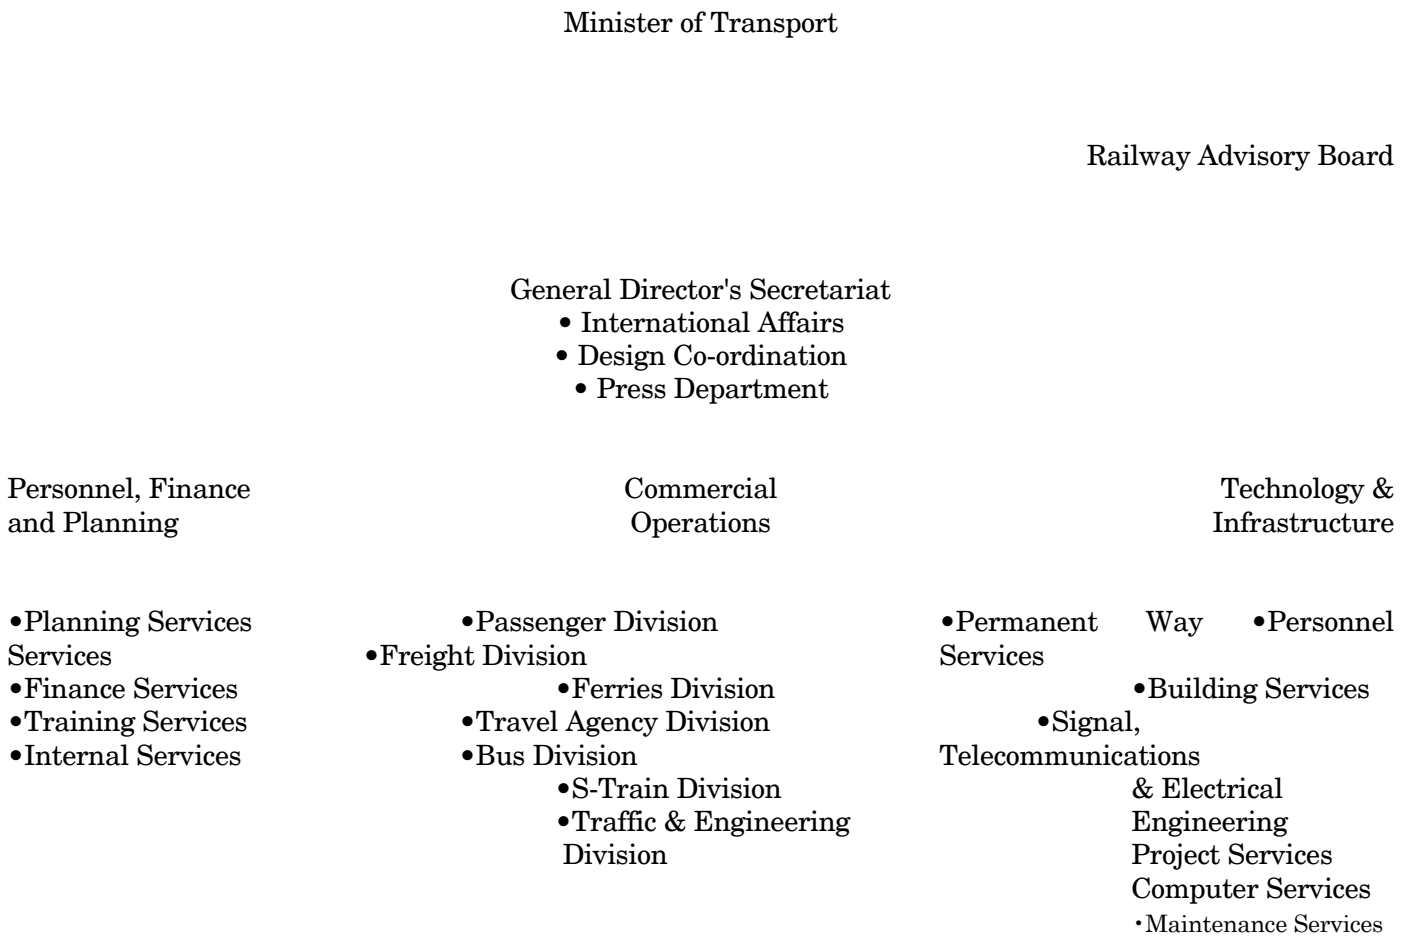 Minister of Transport
Railway Advisory Board
General Director's Secretariat
• International Affairs
• Design Co-ordination
• Press Department
Personnel, Finance
and Planning
Commercial
Operations
Technology &
Infrastructure
•Planning Services
Services
•Finance Services
•Training Services
•Internal Services
•Passenger Division
•Freight Division
•Ferries Division
•Travel Agency Division
•Bus Division
•S-Train Division
•Traffic & Engineering
Division
•Permanent Way •Personnel
Services
•Building Services
•Signal,
Telecommunications
& Electrical
Engineering
Project Services
Computer Services
·Maintenance Services